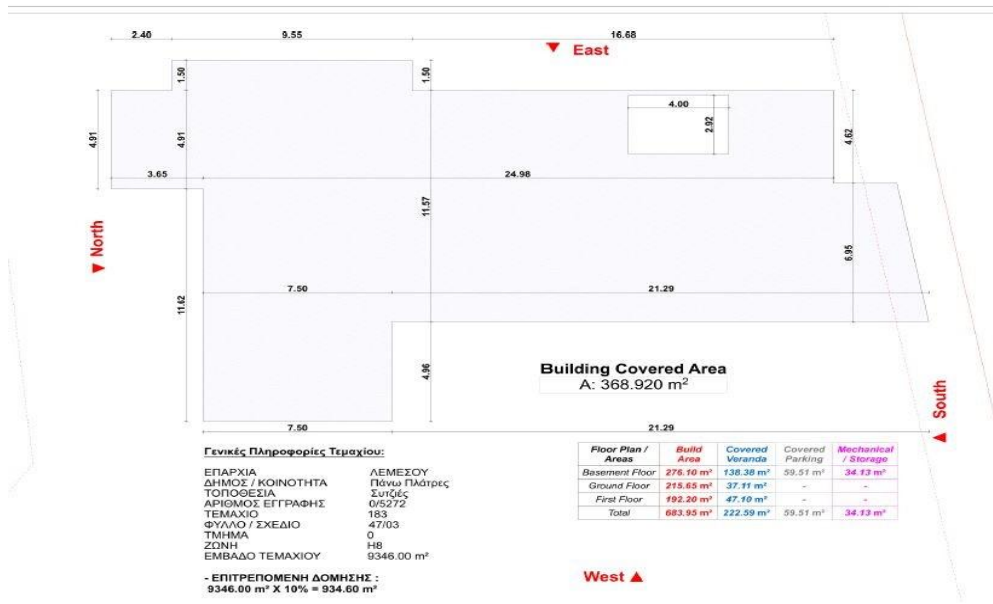 2.40 9.55 16.68
East
1.50 1.50
4.00
2.92
4.91 4.91 4.62
3.65 24.98
11.57
North
6.95
7.50 21.29
11.62
4.96
Building Covered Area
A: 368.920 m²
South
7.50 21.29
Γενικές Πληροφορίες Τεμαχίου:
ΕΠΑΡΧΙΑ ΛΕΜΕΣΟΥ
ΔΗΜΟΣ / ΚΟΙΝΟΤΗΤΑ Πάνω Πλάτρες
ΤΟΠΟΘΕΣΙΑ Συτζιές
ΑΡΙΘΜΟΣ ΕΓΓΡΑΦΗΣ 0/5272
ΤΕΜΑΧΙΟ 183
ΦΥΛΛΟ / ΣΧΕΔΙΟ 47/03
ΤΜΗΜΑ 0
ΖΩΝΗ Η8
ΕΜΒΑΔΟ ΤΕΜΑΧΙΟΥ 9346.00 m²
- ΕΠΙΤΡΕΠΟΜΕΝΗ ΔΟΜΗΣΗΣ :
9346.00 m² X 10% = 934.60 m²
Floor Plan / Areas Build Area Covered Veranda Covered Parking Mechanical / Storage
Basement Floor 276.10 m² 138.38 m² 59.51 m² 34.13 m²
Ground Floor 215.65 m² 37.11 m² - -
First Floor 192.20 m² 47.10 m² - -
Total 683.95 m² 222.59 m² 59.51 m² 34.13 m²
West